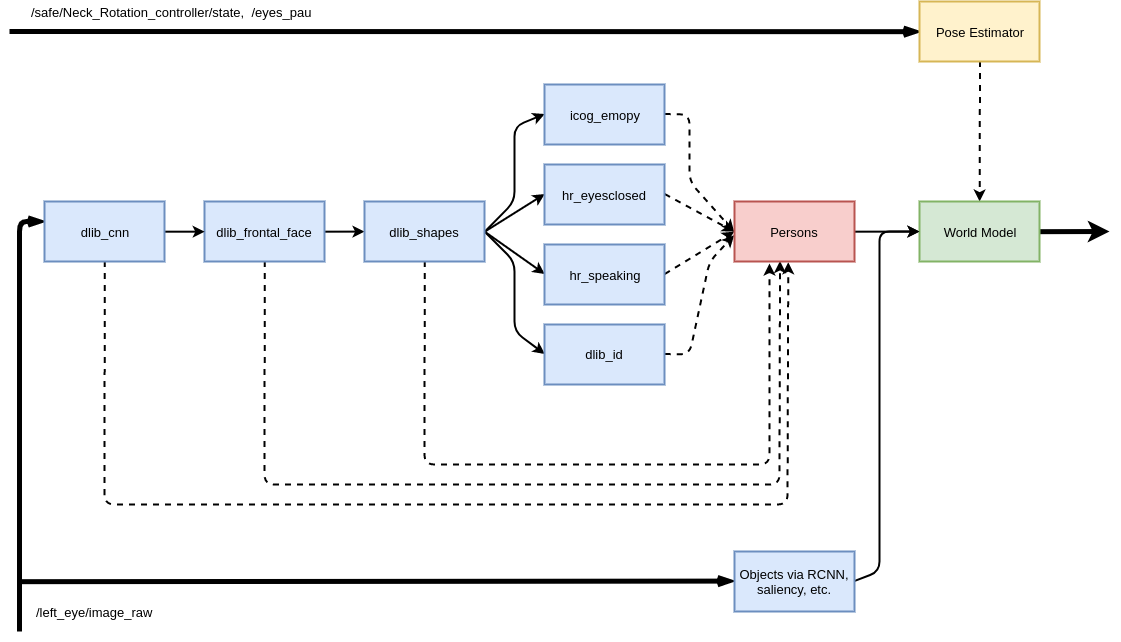 /safe/Neck_Rotation_controller/state,  /eyes_pau
Pose Estimator
icog_emopy
hr_eyesclosed
dlib_cnn
dlib_frontal_face
dlib_shapes
Persons
World Model
hr_speaking
dlib_id
Objects via RCNN,
saliency, etc.
/left_eye/image_raw